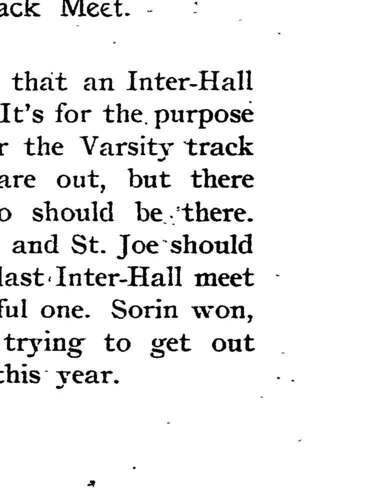 ack Meet.
that an Inter-Hall
It's for the purpose
r the Varsity track
are out, but there
o should be there.
and St. Joe should
last Inter-Hall meet
ful one. Sorin won,
trying to get out
this year.